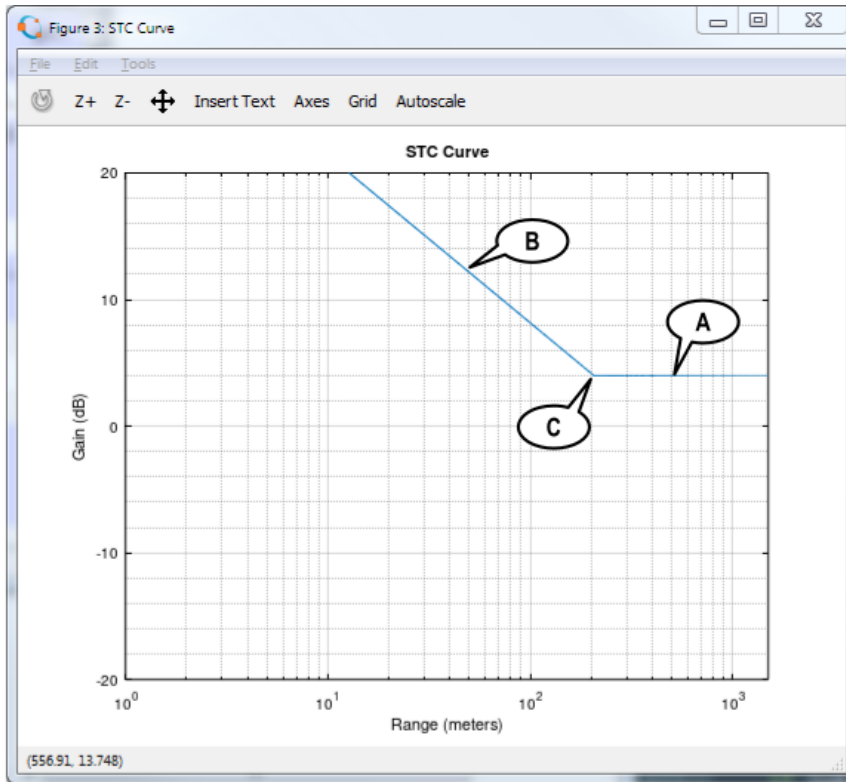 Figure 3: STC Curve
File Edit Tools
Z+ Z- Insert Text Axes Grid Autoscale
STC Curve
20
B
10
A
Gain (dB)
0
C
-10
-20
10^0 10^1 10^2 10^3
Range (meters)
(556.91, 13.748)